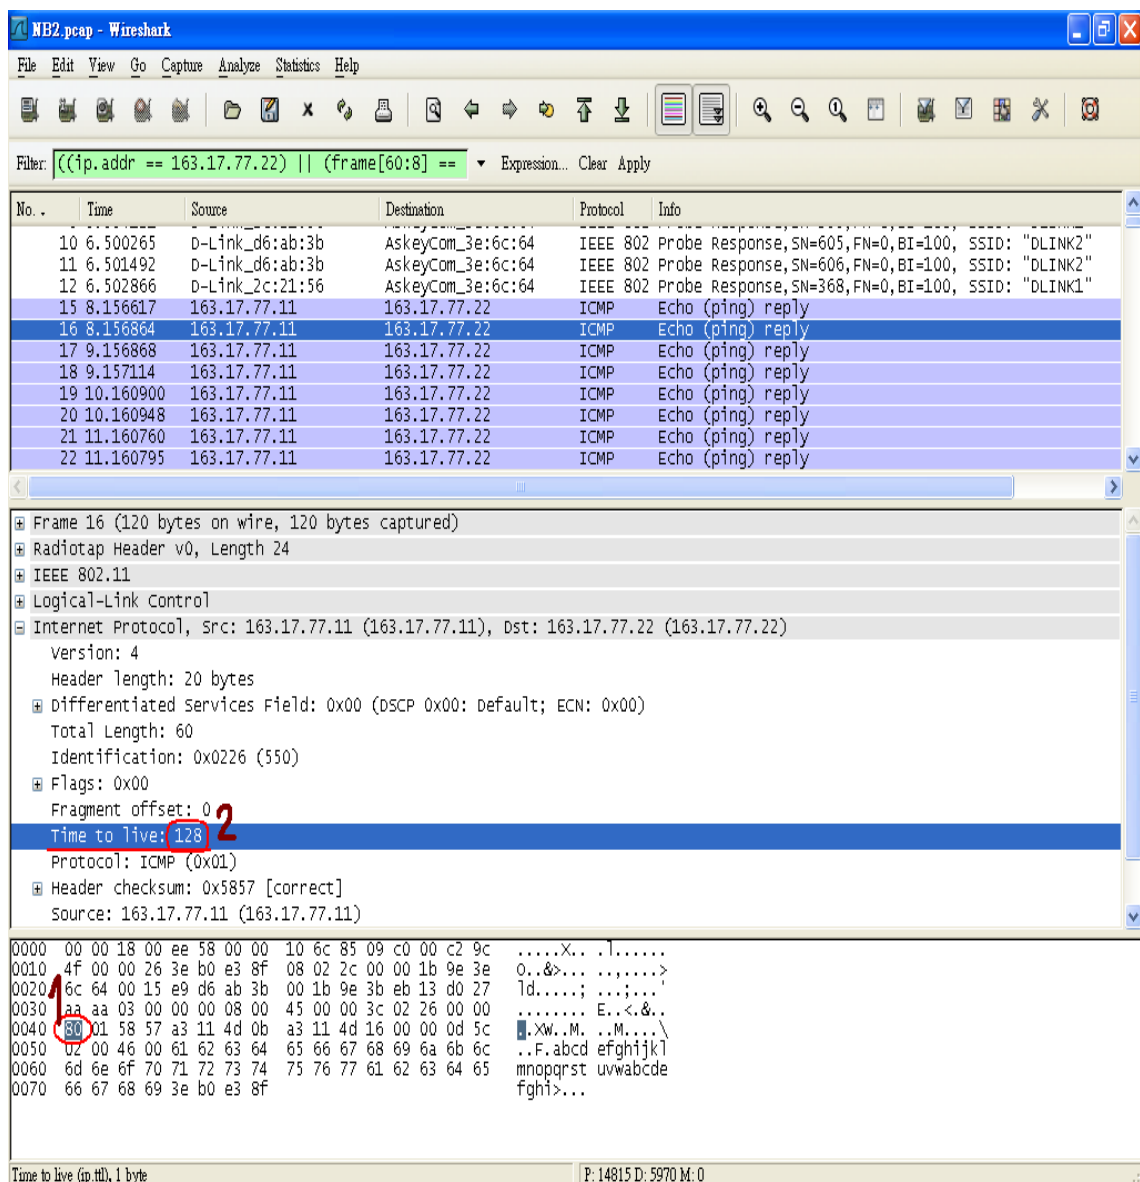 NB2.pcap - Wireshark
File Edit View Go Capture Analyze Statistics Help
Filter: ((ip.addr == 163.17.77.22) || (frame[60:8] == Expression... Clear Apply
No. . Time Source Destination Protocol Info
10 6.500265 D-Link_d6:ab:3b AskeyCom_3e:6c:64 IEEE 802 Probe Response,SN=605,FN=0,BI=100, SSID: "DLINK2"
11 6.501492 D-Link_d6:ab:3b AskeyCom_3e:6c:64 IEEE 802 Probe Response,SN=606,FN=0,BI=100, SSID: "DLINK2"
12 6.502866 D-Link_2c:21:56 AskeyCom_3e:6c:64 IEEE 802 Probe Response,SN=368,FN=0,BI=100, SSID: "DLINK1"
15 8.156617 163.17.77.11 163.17.77.22 ICMP Echo (ping) reply
16 8.156864 163.17.77.11 163.17.77.22 ICMP Echo (ping) reply
17 9.156868 163.17.77.11 163.17.77.22 ICMP Echo (ping) reply
18 9.157114 163.17.77.11 163.17.77.22 ICMP Echo (ping) reply
19 10.160900 163.17.77.11 163.17.77.22 ICMP Echo (ping) reply
20 10.160948 163.17.77.11 163.17.77.22 ICMP Echo (ping) reply
21 11.160760 163.17.77.11 163.17.77.22 ICMP Echo (ping) reply
22 11.160795 163.17.77.11 163.17.77.22 ICMP Echo (ping) reply
Frame 16 (120 bytes on wire, 120 bytes captured)
Radiotap Header v0, Length 24
IEEE 802.11
Logical-Link Control
Internet Protocol, Src: 163.17.77.11 (163.17.77.11), Dst: 163.17.77.22 (163.17.77.22)
Version: 4
Header length: 20 bytes
Differentiated Services Field: 0x00 (DSCP 0x00: Default; ECN: 0x00)
Total Length: 60
Identification: 0x0226 (550)
Flags: 0x00
Fragment offset: 0
Time to live: 128 2
Protocol: ICMP (0x01)
Header checksum: 0x5857 [correct]
Source: 163.17.77.11 (163.17.77.11)
0000 00 00 18 00 ee 58 00 00 10 6c 85 09 c0 00 c2 9c .....X.. .l......
0010 4f 00 00 26 3e b0 e3 8f 08 02 2c 00 00 1b 9e 3e O..&>... ..,....>
0020 6c 64 00 15 e9 d6 ab 3b 00 1b 9e 3b eb 13 d0 27 ld.....; ...;...'
0030 aa aa 03 00 00 00 08 00 45 00 00 3c 02 26 00 00 ........ E..<.&..
1
0040 80 01 58 57 a3 11 4d 0b a3 11 4d 16 00 00 0d 5c ..XW..M. ..M....\
0050 02 00 46 00 61 62 63 64 65 66 67 68 69 6a 6b 6c ..F.abcd efghijkl
0060 6d 6e 6f 70 71 72 73 74 75 76 77 61 62 63 64 65 mnopqrst uvwabcde
0070 66 67 68 69 3e b0 e3 8f fghi>...
Time to live (ip.ttl), 1 byte P: 14815 D: 5970 M: 0